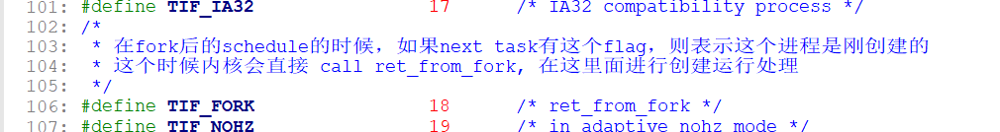 101: #define TIF_IA32 17 /* IA32 compatibility process */
102: /*
103: * 在fork后的schedule的时候，如果next task有这个flag，则表示这个进程是刚创建的
104: * 这个时候内核会直接 call ret_from_fork, 在这里面进行创建运行处理
105: */
106: #define TIF_FORK 18 /* ret_from_fork */
107: #define TIF_NOHZ 19 /* in adaptive nohz mode */